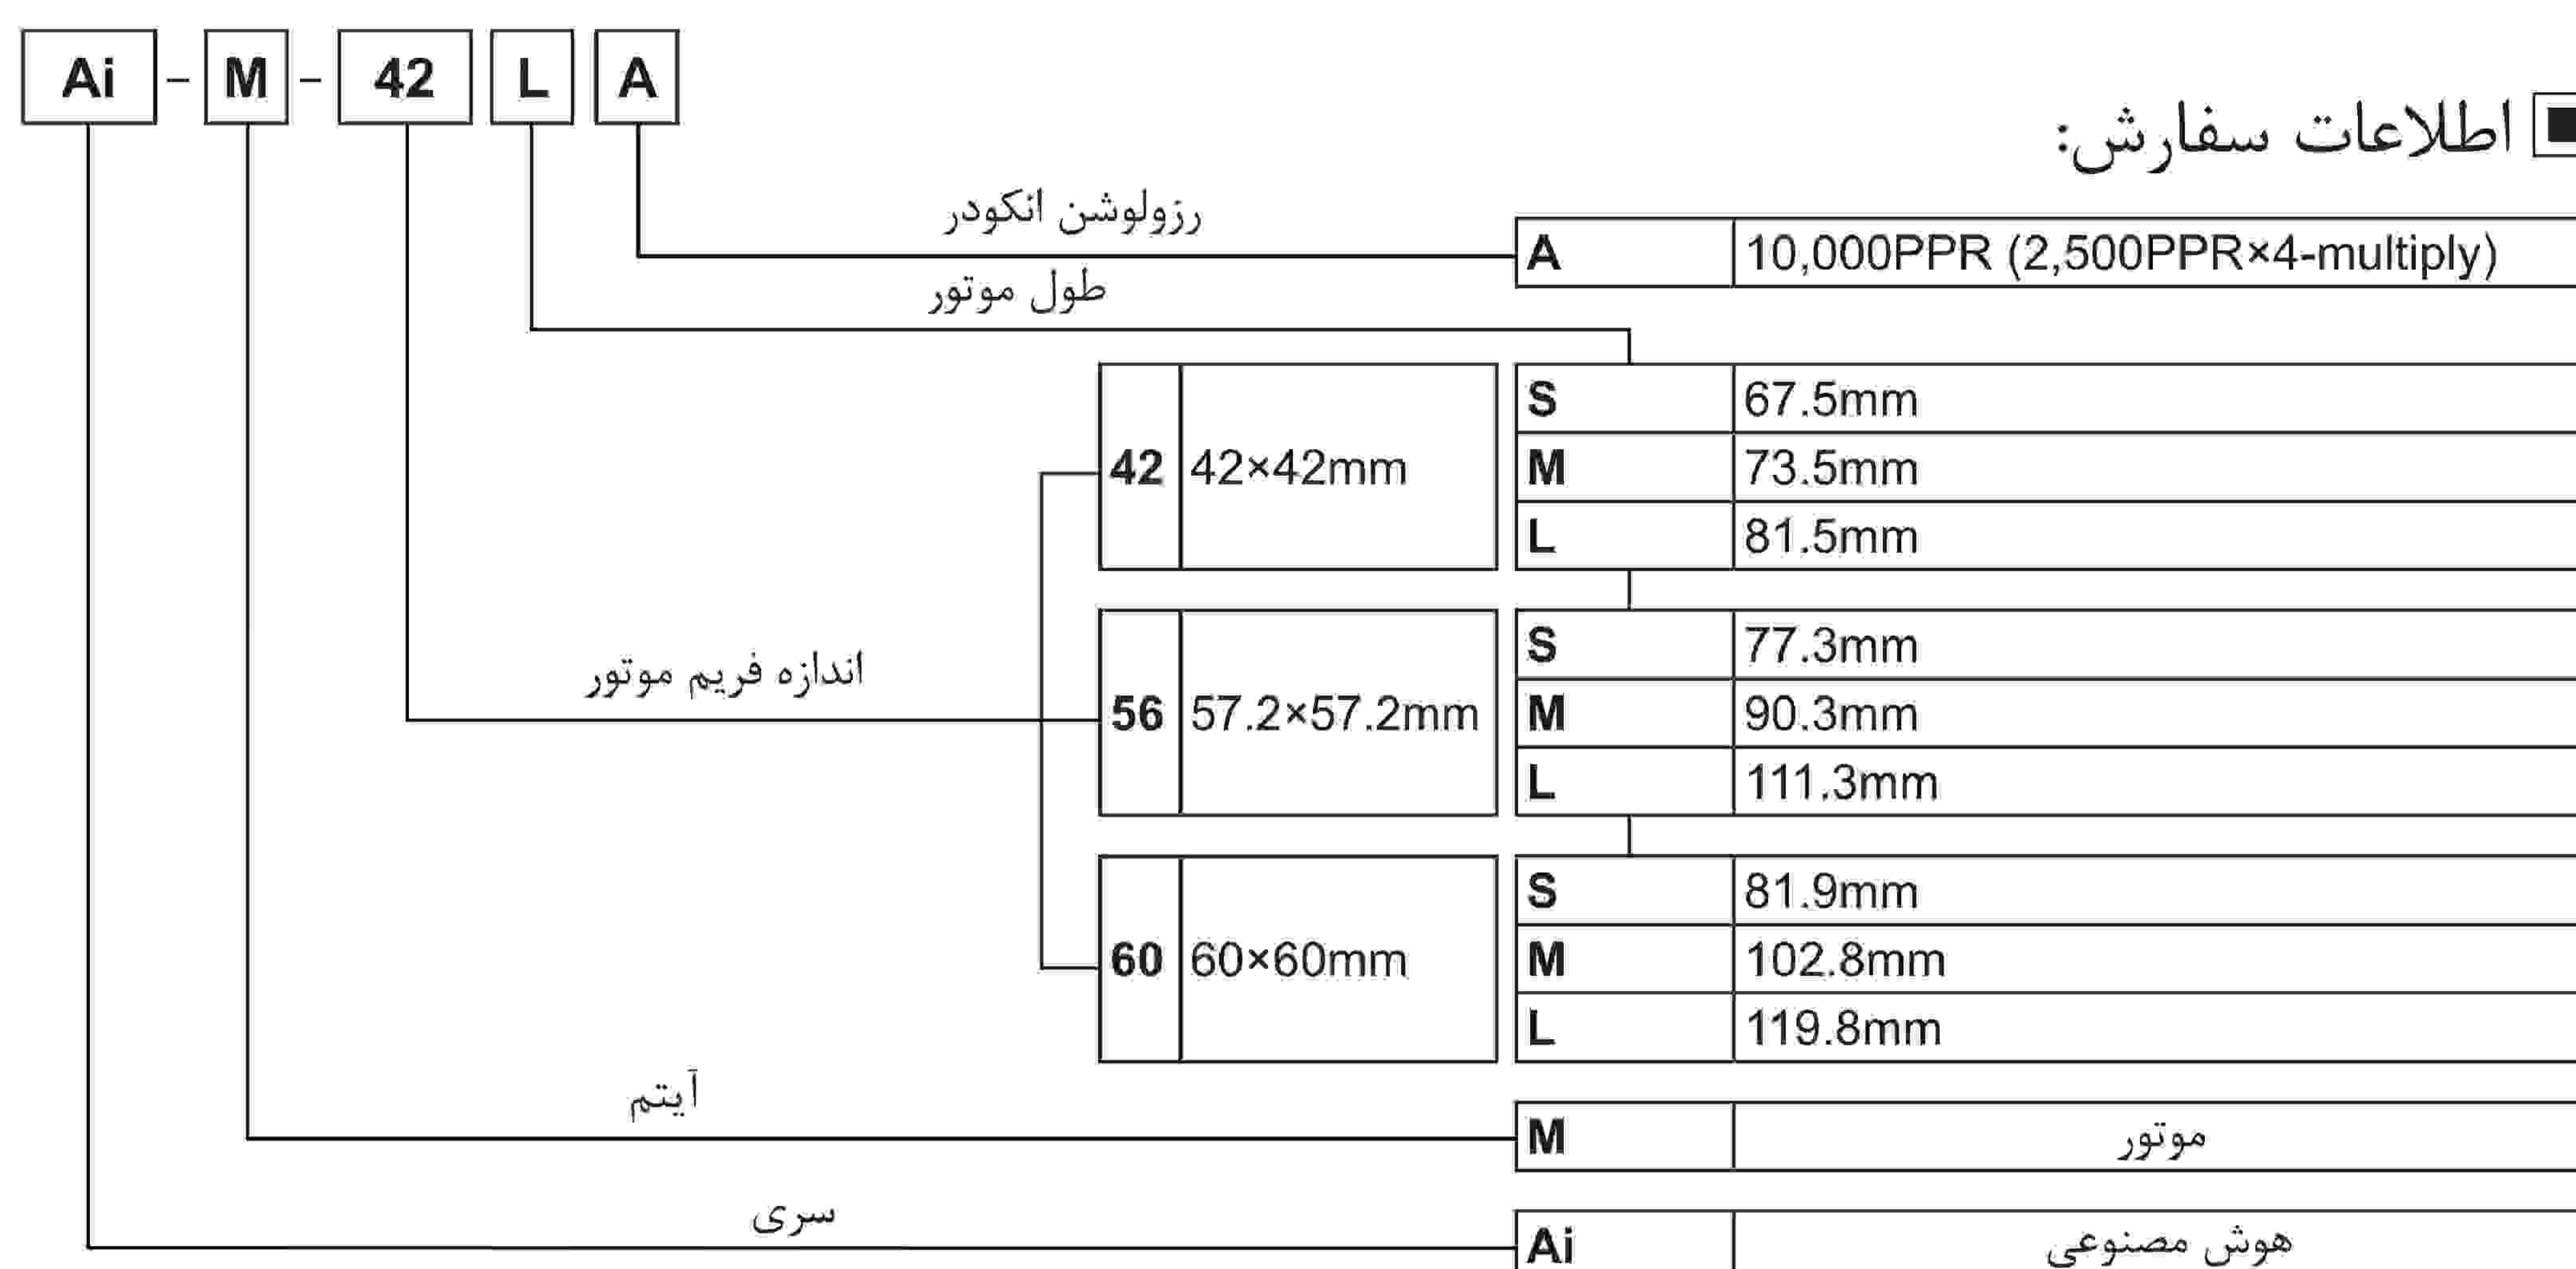 Ai - M - 42 L A
اطلاعات سفارش:
رزولوشن انکودر
A 10,000PPR (2,500PPR×4-multiply)
طول موتور
42 42×42mm
S 67.5mm
M 73.5mm
L 81.5mm
اندازه فریم موتور
56 57.2×57.2mm
S 77.3mm
M 90.3mm
L 111.3mm
60 60×60mm
S 81.9mm
M 102.8mm
L 119.8mm
آیتم
M موتور
سری
Ai هوش مصنوعی